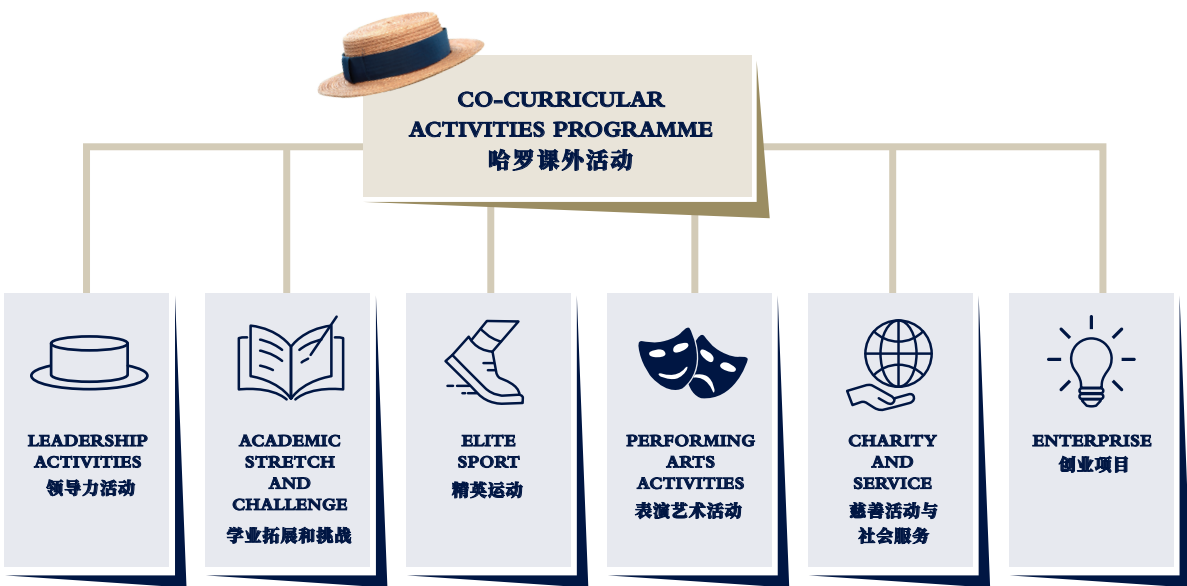 CO-CURRICULAR
ACTIVITIES PROGRAMME
哈罗课外活动
LEADERSHIP
ACTIVITIES
领导力活动
ACADEMIC
STRETCH
AND
CHALLENGE
学业拓展和挑战
ELITE
SPORT
精英运动
PERFORMING
ARTS
ACTIVITIES
表演艺术活动
CHARITY
AND
SERVICE
慈善活动与
社会服务
ENTERPRISE
创业项目